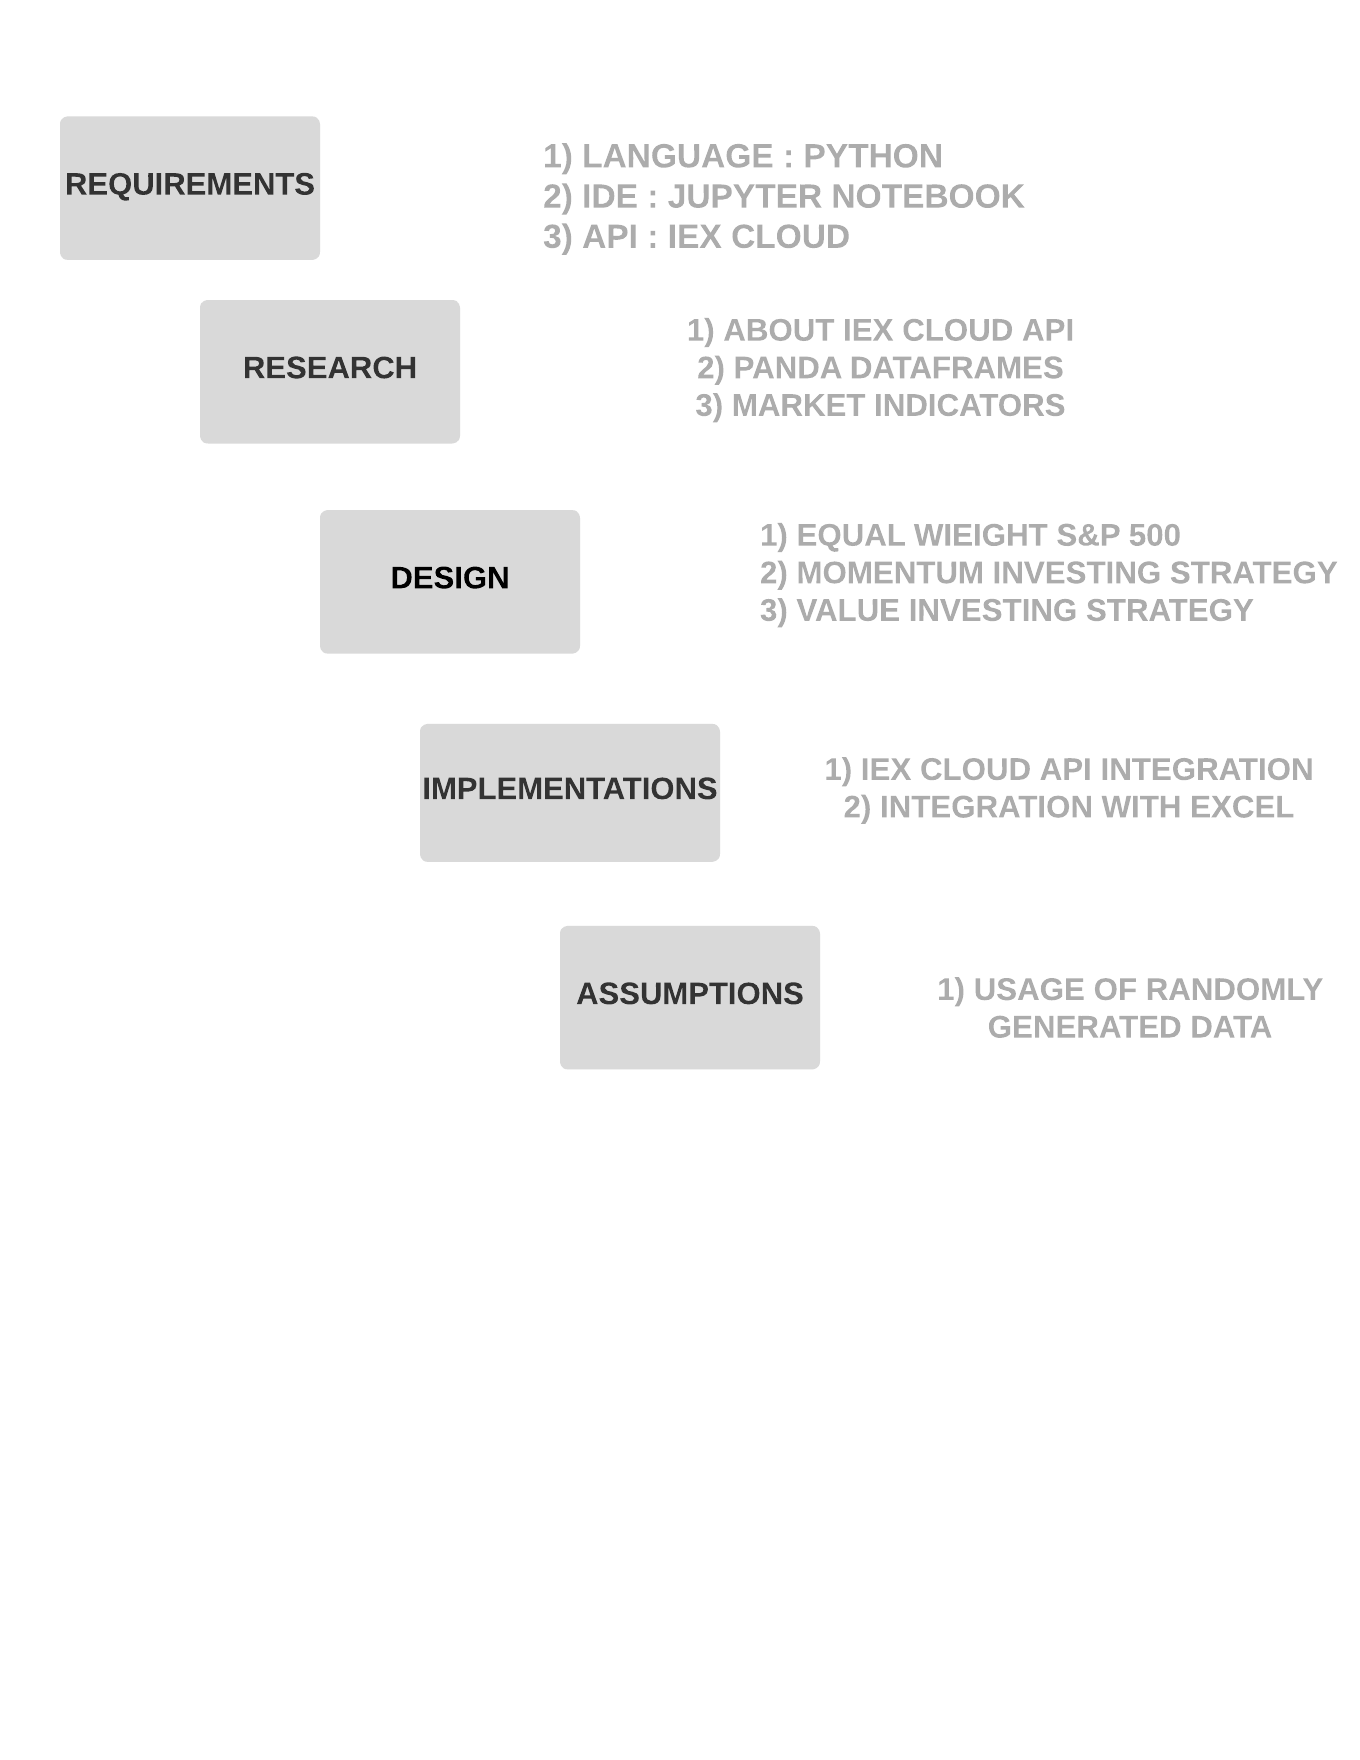 REQUIREMENTS
1) LANGUAGE : PYTHON
2) IDE : JUPYTER NOTEBOOK
3) API : IEX CLOUD
RESEARCH
1) ABOUT IEX CLOUD API
2) PANDA DATAFRAMES
3) MARKET INDICATORS
DESIGN
1) EQUAL WIEIGHT S&P 500
2) MOMENTUM INVESTING STRATEGY
3) VALUE INVESTING STRATEGY
IMPLEMENTATIONS
1) IEX CLOUD API INTEGRATION
2) INTEGRATION WITH EXCEL
ASSUMPTIONS
1) USAGE OF RANDOMLY
GENERATED DATA